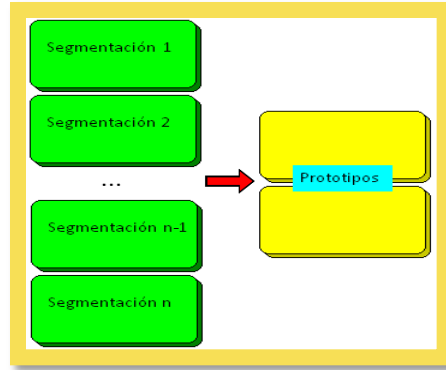 Segmentación 1
Segmentación 2
...
Segmentación n-1
Segmentación n
Prototipos